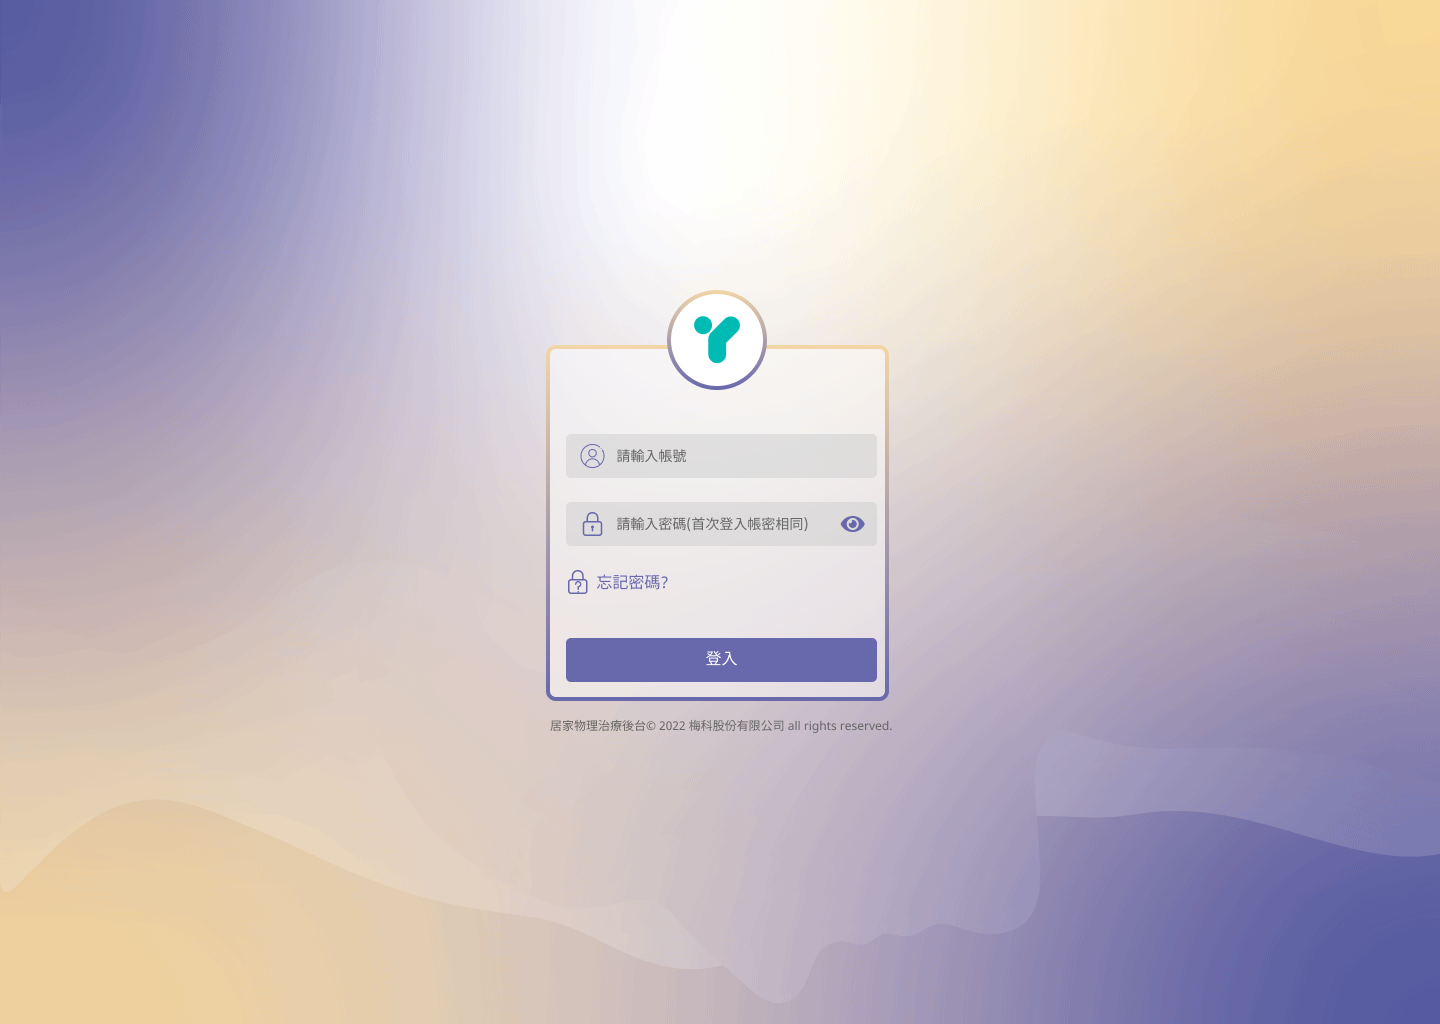 請輸入帳號
請輸入密碼(首次登入帳密相同)
忘記密碼?
登入
居家物理治療後台© 2022 梅科股份有限公司 all rights reserved.